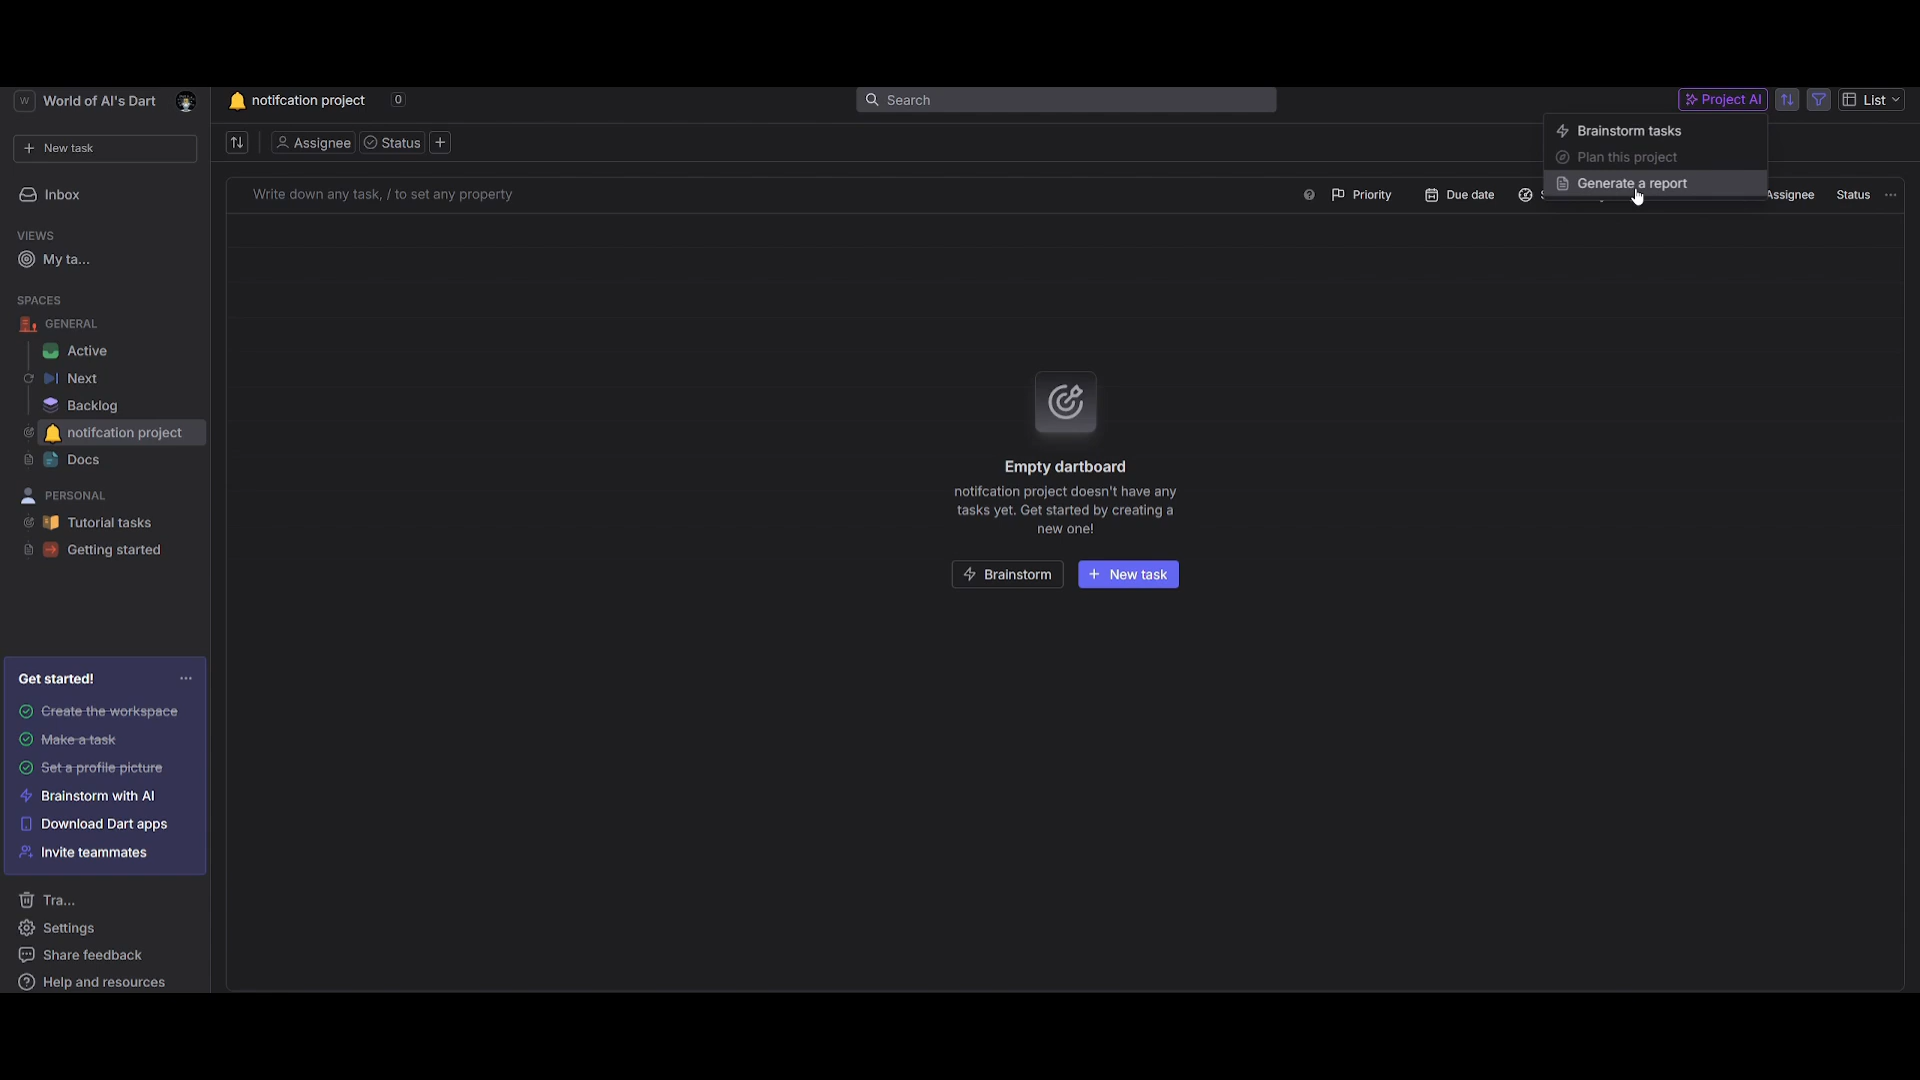 W World of AI's Dart
notifcation project 0
Search
Project AI
List
New task
Assignee Status
Brainstorm tasks
Plan this project
Generate a report
Inbox
Write down any task, / to set any property
Priority Due date Assignee Status
VIEWS
My ta...
SPACES
GENERAL
Active
Next
Backlog
notifcation project
Docs
PERSONAL
Tutorial tasks
Getting started
Empty dartboard
notifcation project doesn't have any
tasks yet. Get started by creating a
new one!
Brainstorm
New task
Get started!
Create the workspace
Make a task
Set a profile picture
Brainstorm with AI
Download Dart apps
Invite teammates
Tra...
Settings
Share feedback
Help and resources